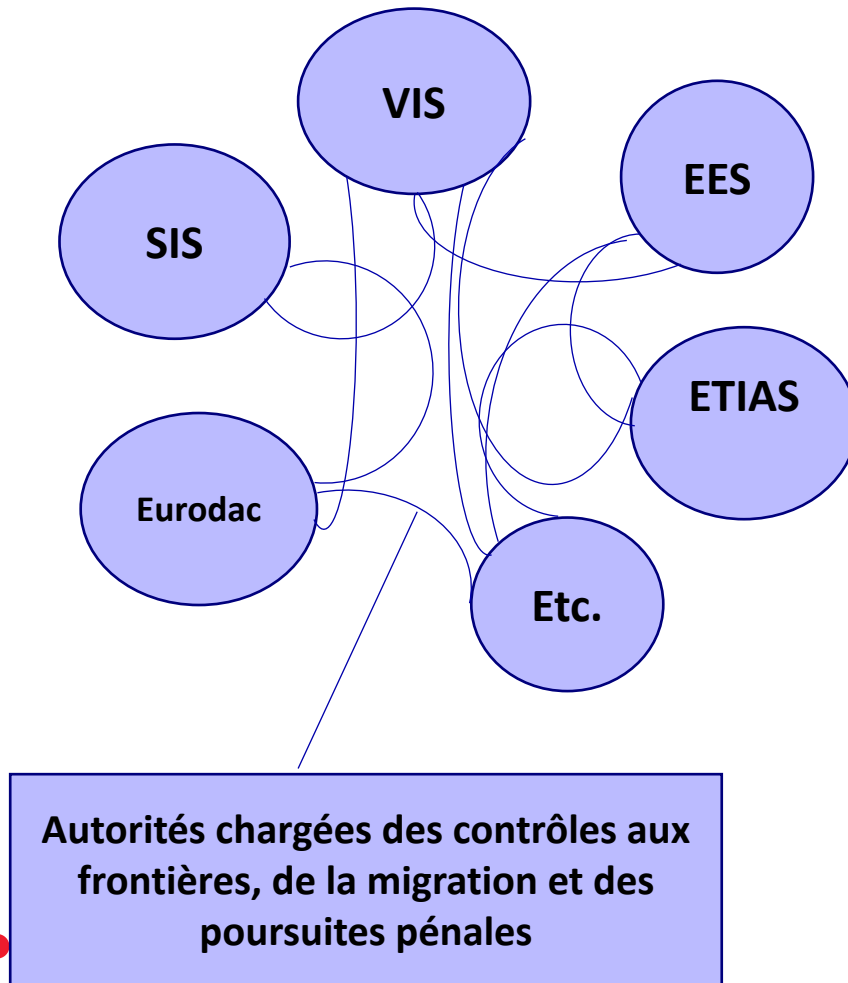 VIS
EES
SIS
ETIAS
Eurodac
Etc.
Autorités chargées des contrôles aux
frontières, de la migration et des
poursuites pénales